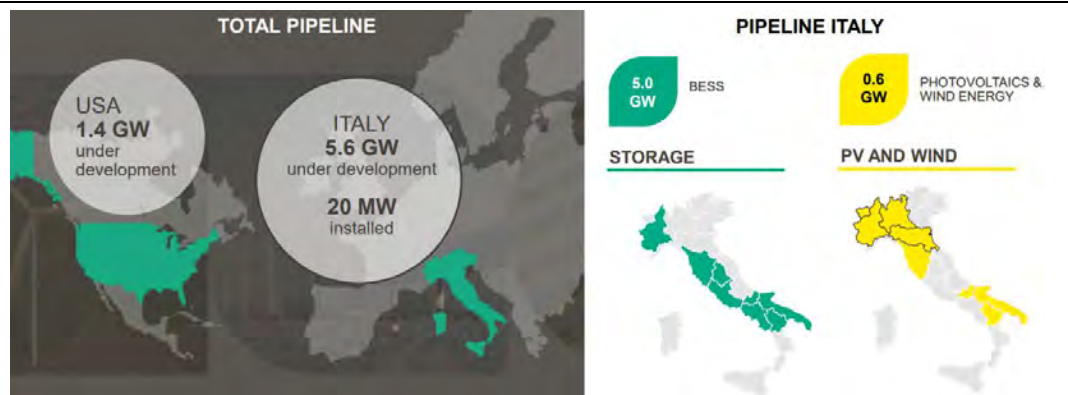 TOTAL PIPELINE
USA
1.4 GW
under
development
ITALY
5.6 GW
under development
20 MW
installed
PIPELINE ITALY
5.0
GW
BESS
0.6
GW
PHOTOVOLTAICS &
WIND ENERGY
STORAGE
PV AND WIND